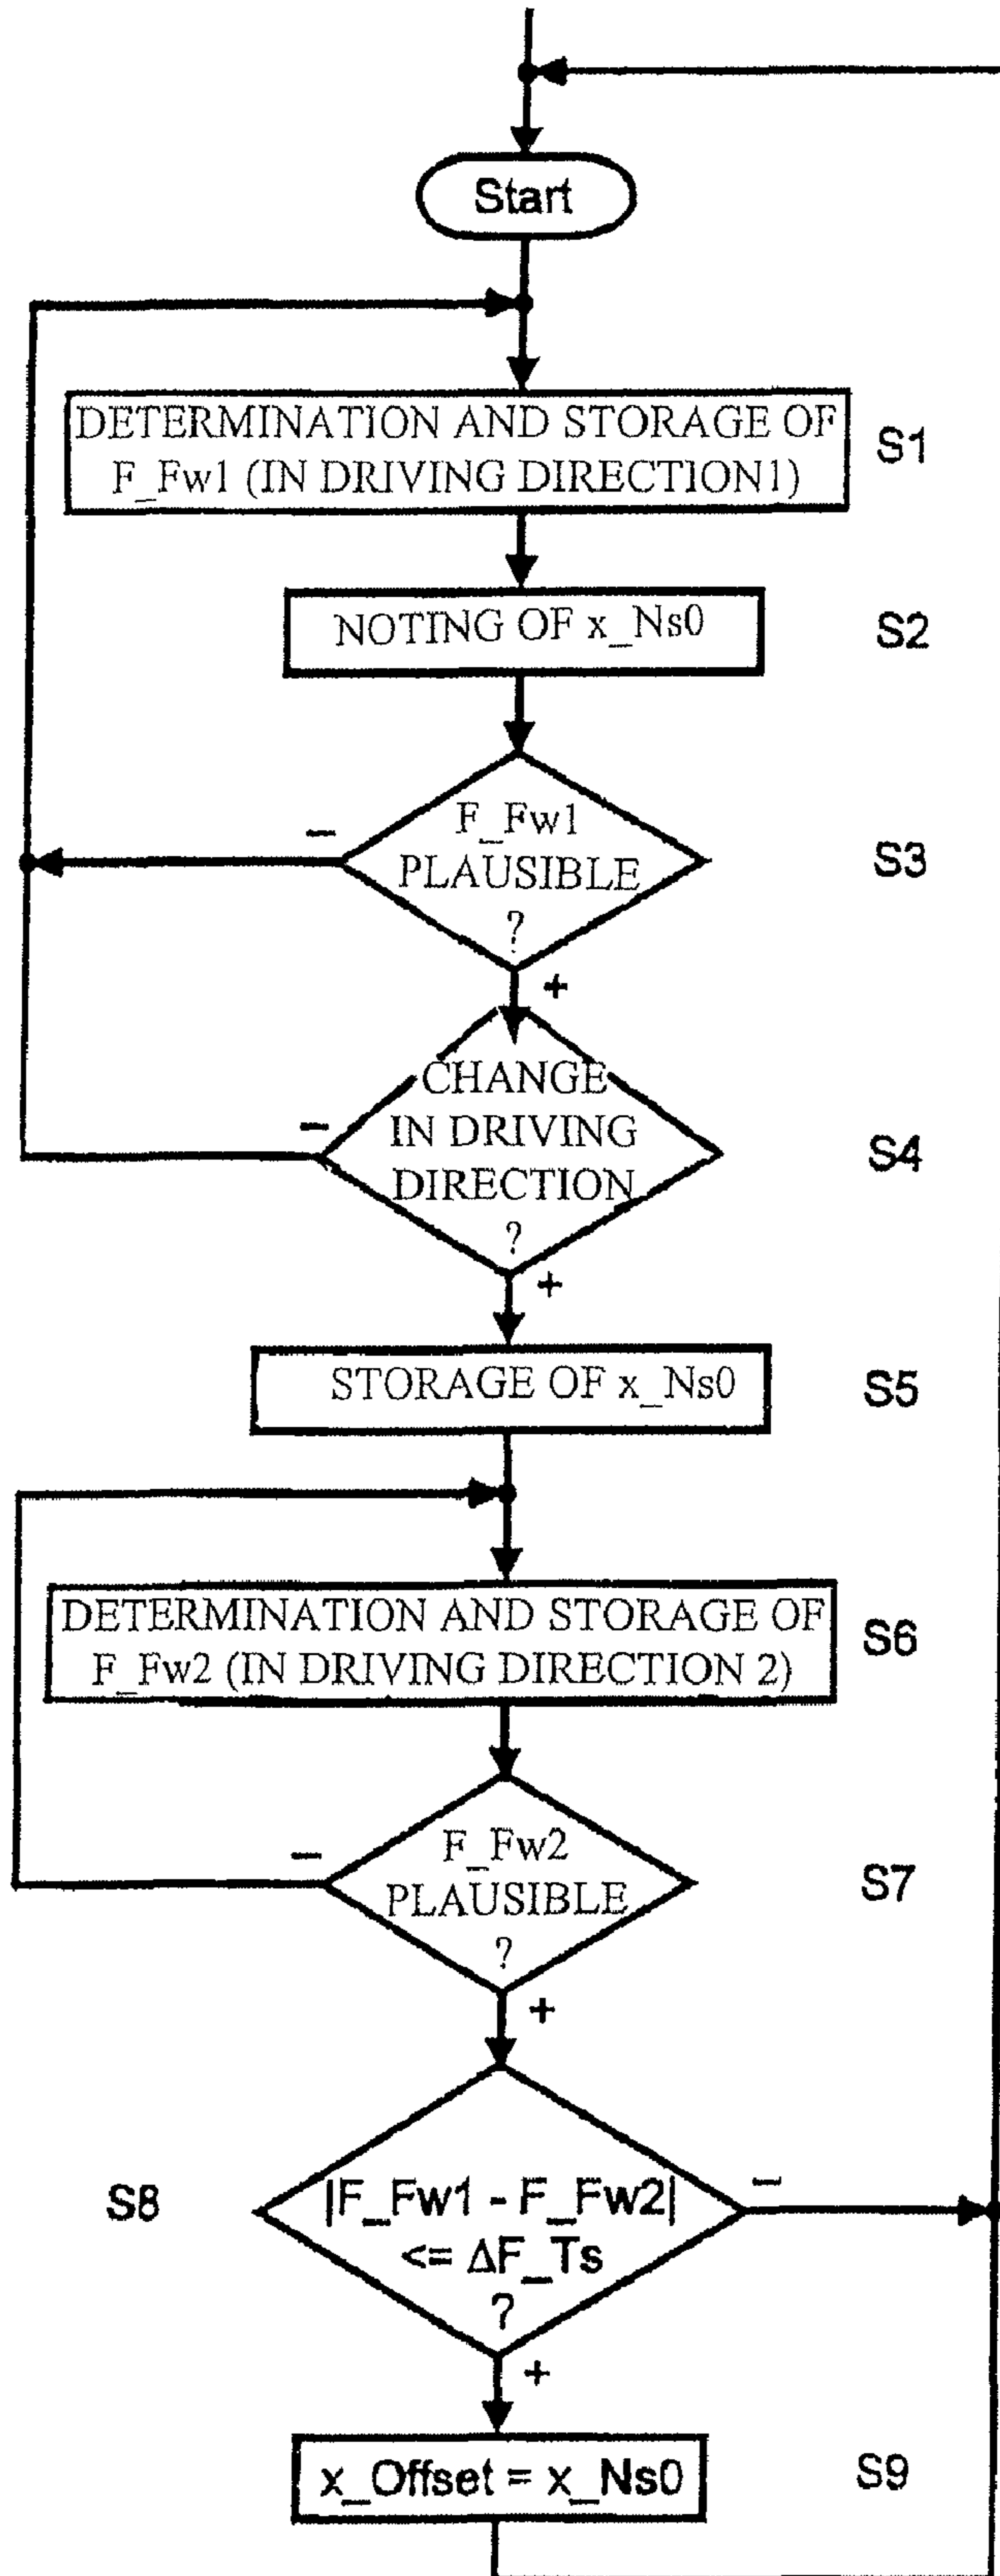 Start
DETERMINATION AND STORAGE OF
F_Fw1 (IN DRIVING DIRECTION1)
S1
NOTING OF x_Ns0
S2
F_Fw1
PLAUSIBLE
?
S3
–
+
CHANGE
IN DRIVING
DIRECTION
?
S4
–
+
STORAGE OF x_Ns0
S5
DETERMINATION AND STORAGE OF
F_Fw2 (IN DRIVING DIRECTION 2)
S6
F_Fw2
PLAUSIBLE
?
S7
–
+
S8
|F_Fw1 - F_Fw2|
<= ΔF_Ts
?
–
+
x_Offset = x_Ns0
S9